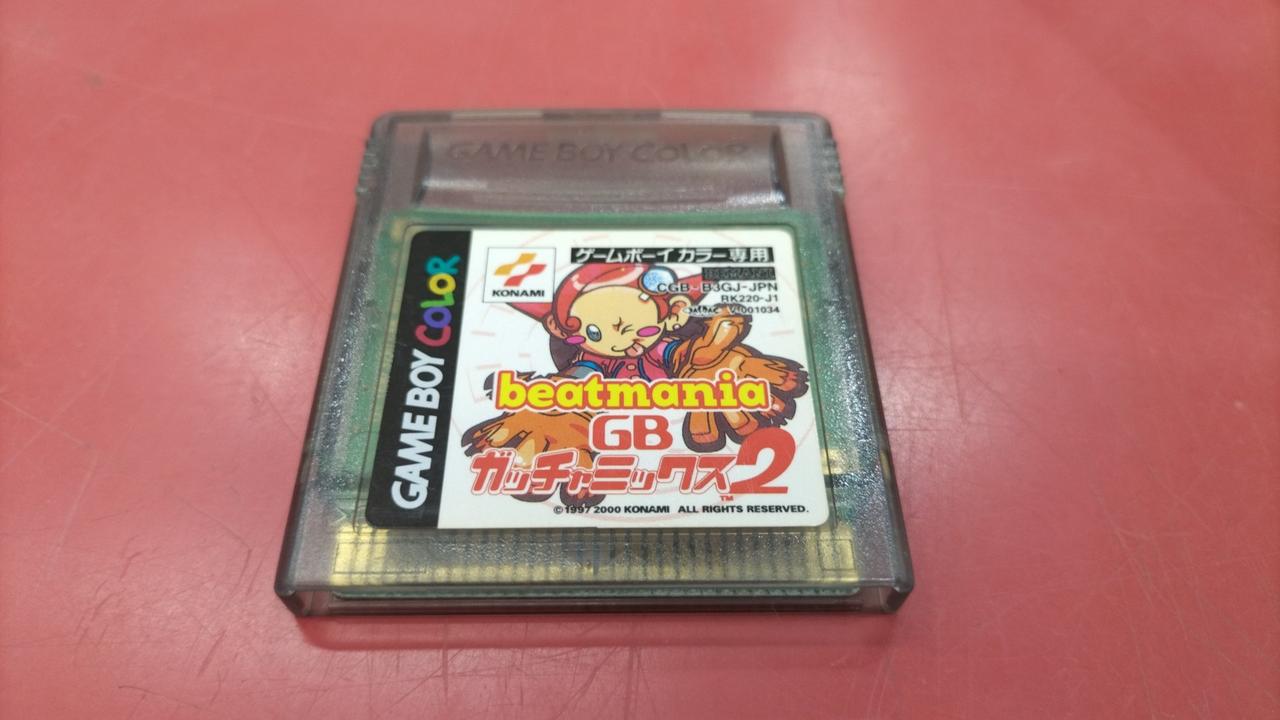 GAME BOY COLOR
GAME BOY COLOR
KONAMI
ゲームボーイカラー専用
CGB-B3GJ-JPN
RK220-J1
V-001034
beatmania
GB
ガッチャミックス2
TM
©1997 2000 KONAMI ALL RIGHTS RESERVED.